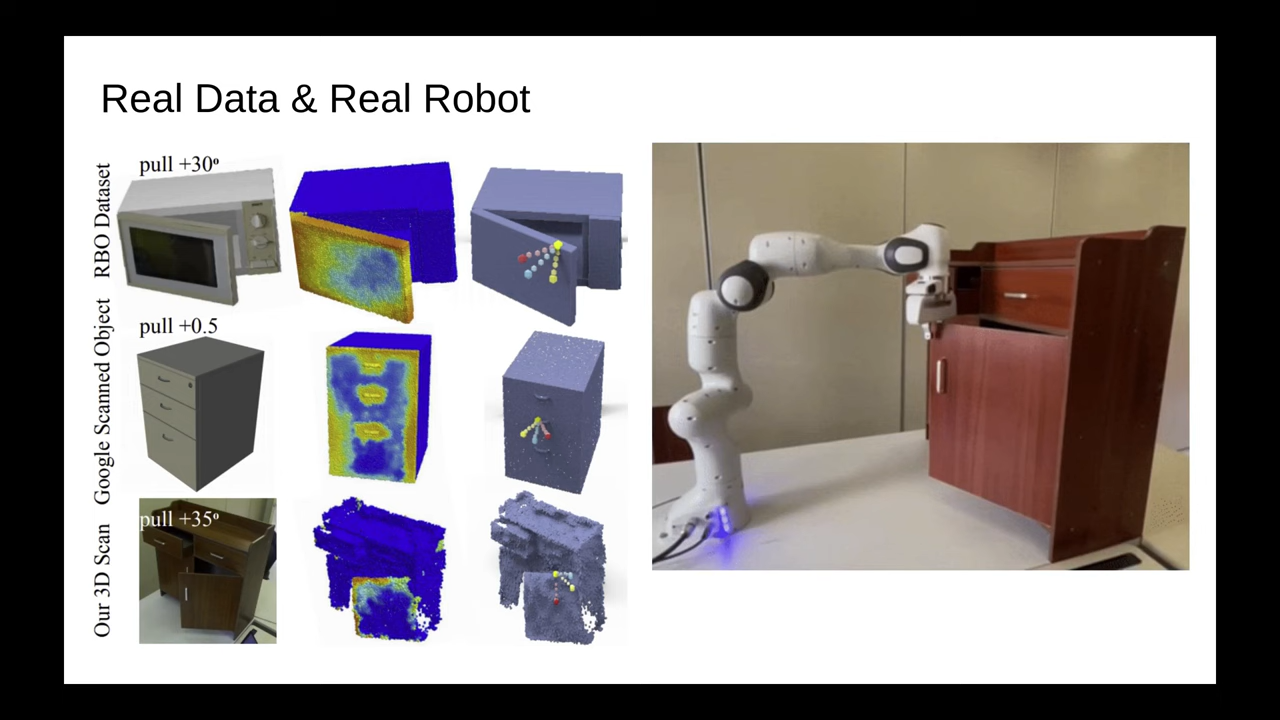 Real Data & Real Robot
RBO Dataset
pull +30°
Google Scanned Object
pull +0.5
Our 3D Scan
pull +35°